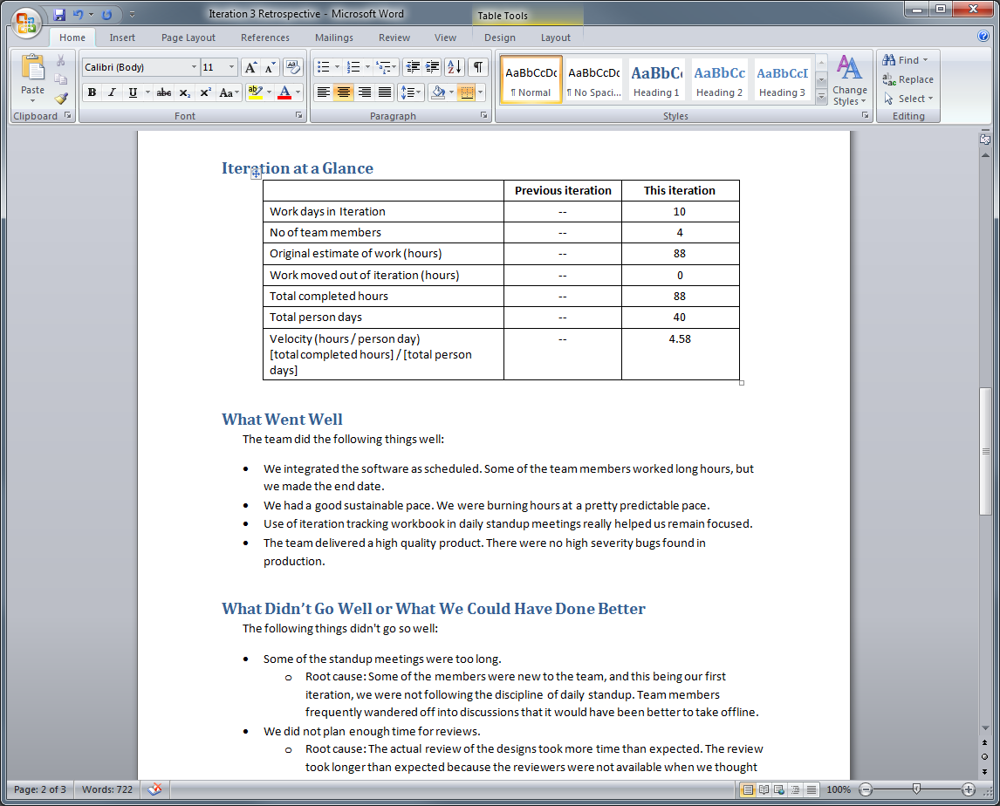 Iteration 3 Retrospective - Microsoft Word
Table Tools
Home Insert Page Layout References Mailings Review View Design Layout
Calibri (Body) 11
Paste
B I U abc X₂ X² Aa
ab A
AaBbCcDc AaBbCcDc AaBbCc AaBbCc AaBbCcI
¶ Normal ¶ No Spaci... Heading 1 Heading 2 Heading 3
Change Styles
Find
Replace
Select
Clipboard Font Paragraph Styles Editing
Iteration at a Glance
Previous iteration This iteration
Work days in Iteration -- 10
No of team members -- 4
Original estimate of work (hours) -- 88
Work moved out of iteration (hours) -- 0
Total completed hours -- 88
Total person days -- 40
Velocity (hours / person day) -- 4.58
[total completed hours] / [total person
days]
What Went Well
The team did the following things well:
• We integrated the software as scheduled. Some of the team members worked long hours, but
we made the end date.
• We had a good sustainable pace. We were burning hours at a pretty predictable pace.
• Use of iteration tracking workbook in daily standup meetings really helped us remain focused.
• The team delivered a high quality product. There were no high severity bugs found in
production.
What Didn’t Go Well or What We Could Have Done Better
The following things didn't go so well:
• Some of the standup meetings were too long.
o Root cause: Some of the members were new to the team, and this being our first
iteration, we were not following the discipline of daily standup. Team members
frequently wandered off into discussions that it would have been better to take offline.
• We did not plan enough time for reviews.
o Root cause: The actual review of the designs took more time than expected. The review
took longer than expected because the reviewers were not available when we thought
Page: 2 of 3 Words: 722 100%